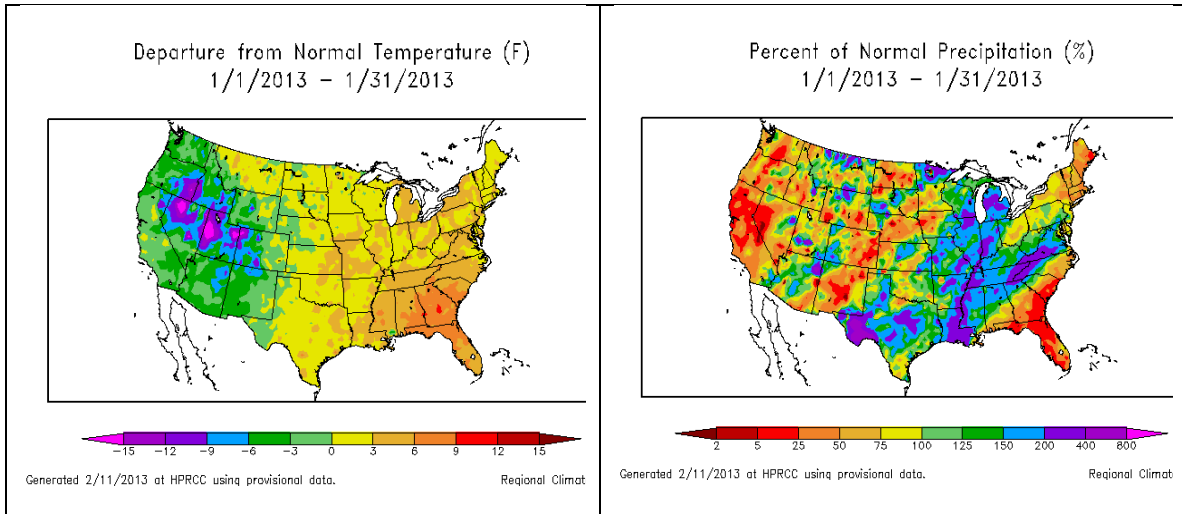 Departure from Normal Temperature (F)
1/1/2013 – 1/31/2013
-15 -12 -9 -6 -3 0 3 6 9 12 15
Generated 2/11/2013 at HPRCC using provisional data.
Regional Climat
Percent of Normal Precipitation (%)
1/1/2013 – 1/31/2013
2 5 25 50 75 100 125 150 200 400 800
Generated 2/11/2013 at HPRCC using provisional data.
Regional Climat